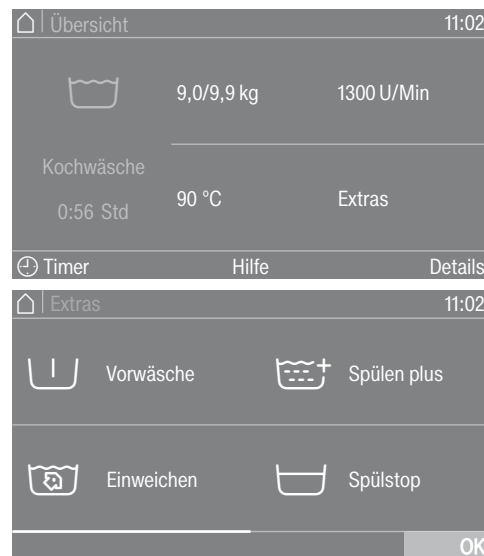 Übersicht 11:02
9,0/9,9 kg 1300 U/Min
Kochwäsche
0:56 Std
90 °C Extras
Timer Hilfe Details
Extras 11:02
Vorwäsche Spülen plus
Einweichen Spülstop
OK